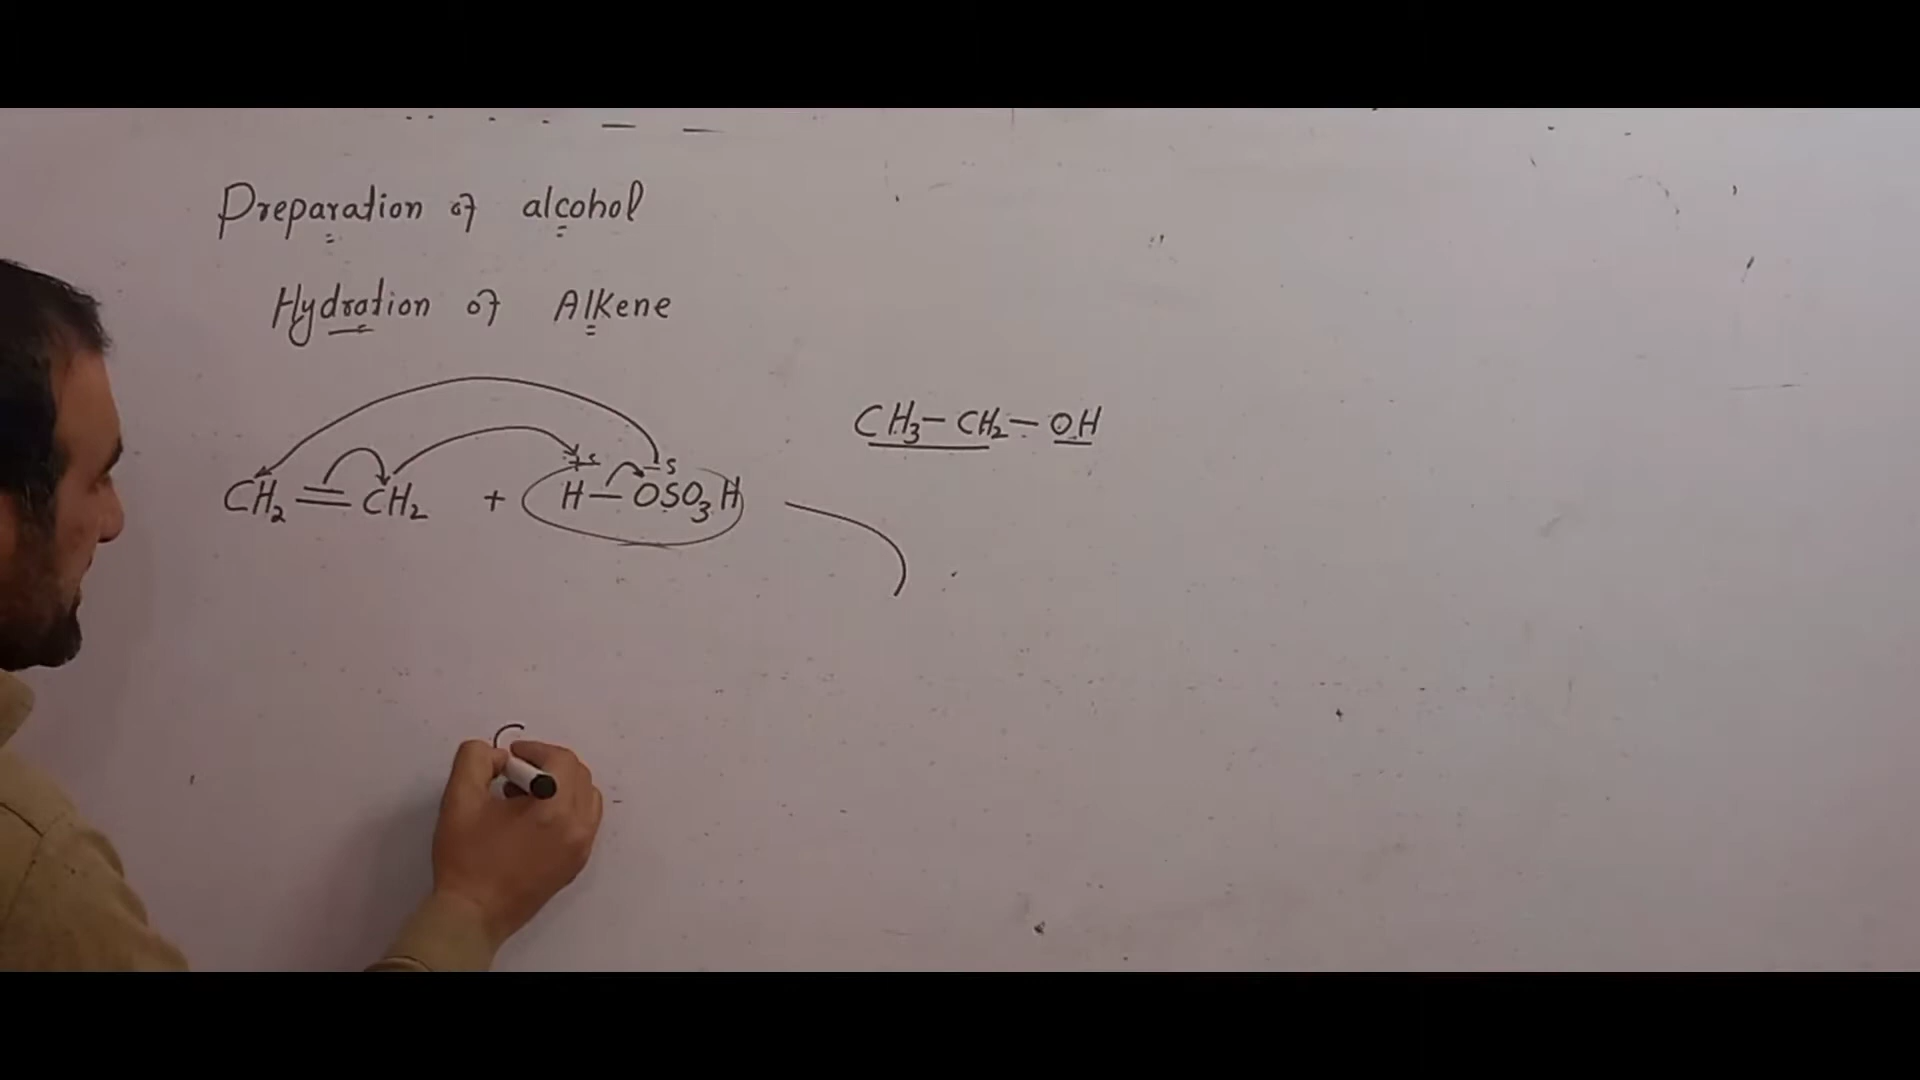 Preparation of alcohol
Hydration of Alkene
CH3—CH2—OH
+δ −δ
CH2=CH2 + H—OSO3H
C